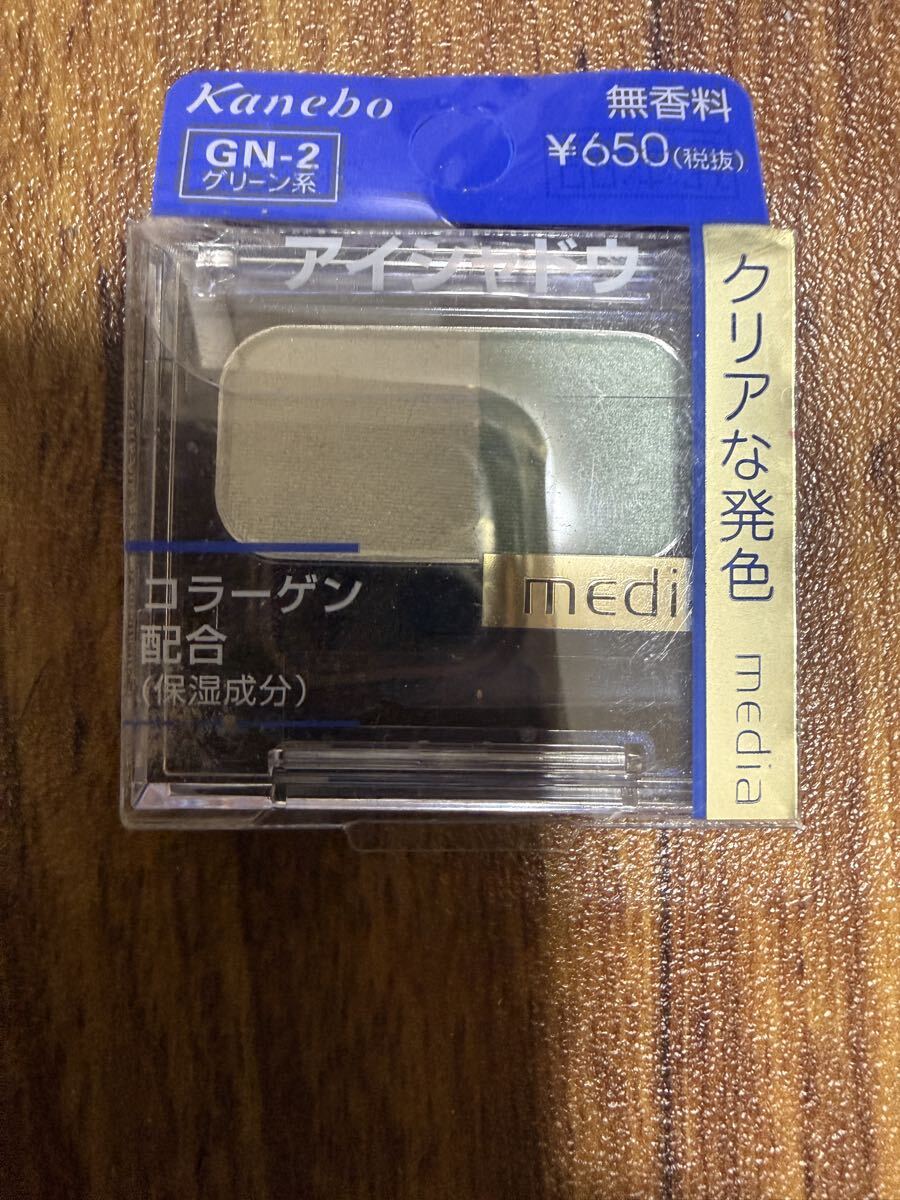 Kanebo
無香料
GN-2
グリーン系
¥650(税抜)
アイシャドウ
クリアな発色
media
medi
コラーゲン
配合
(保湿成分)